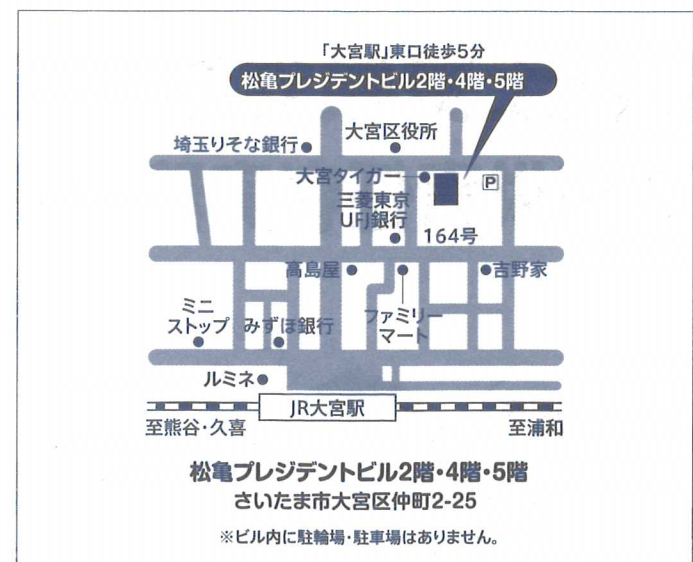 「大宮駅」東口徒歩5分
松亀プレジデントビル2階・4階・5階
大宮区役所
埼玉りそな銀行
大宮タイガー
P
三菱東京
UFJ銀行
164号
高島屋
吉野家
ファミリー
マート
ミニ
ストップ
みずほ銀行
ルミネ
JR大宮駅
至熊谷・久喜
至浦和
松亀プレジデントビル2階・4階・5階
さいたま市大宮区仲町2-25
※ビル内に駐輪場・駐車場はありません。